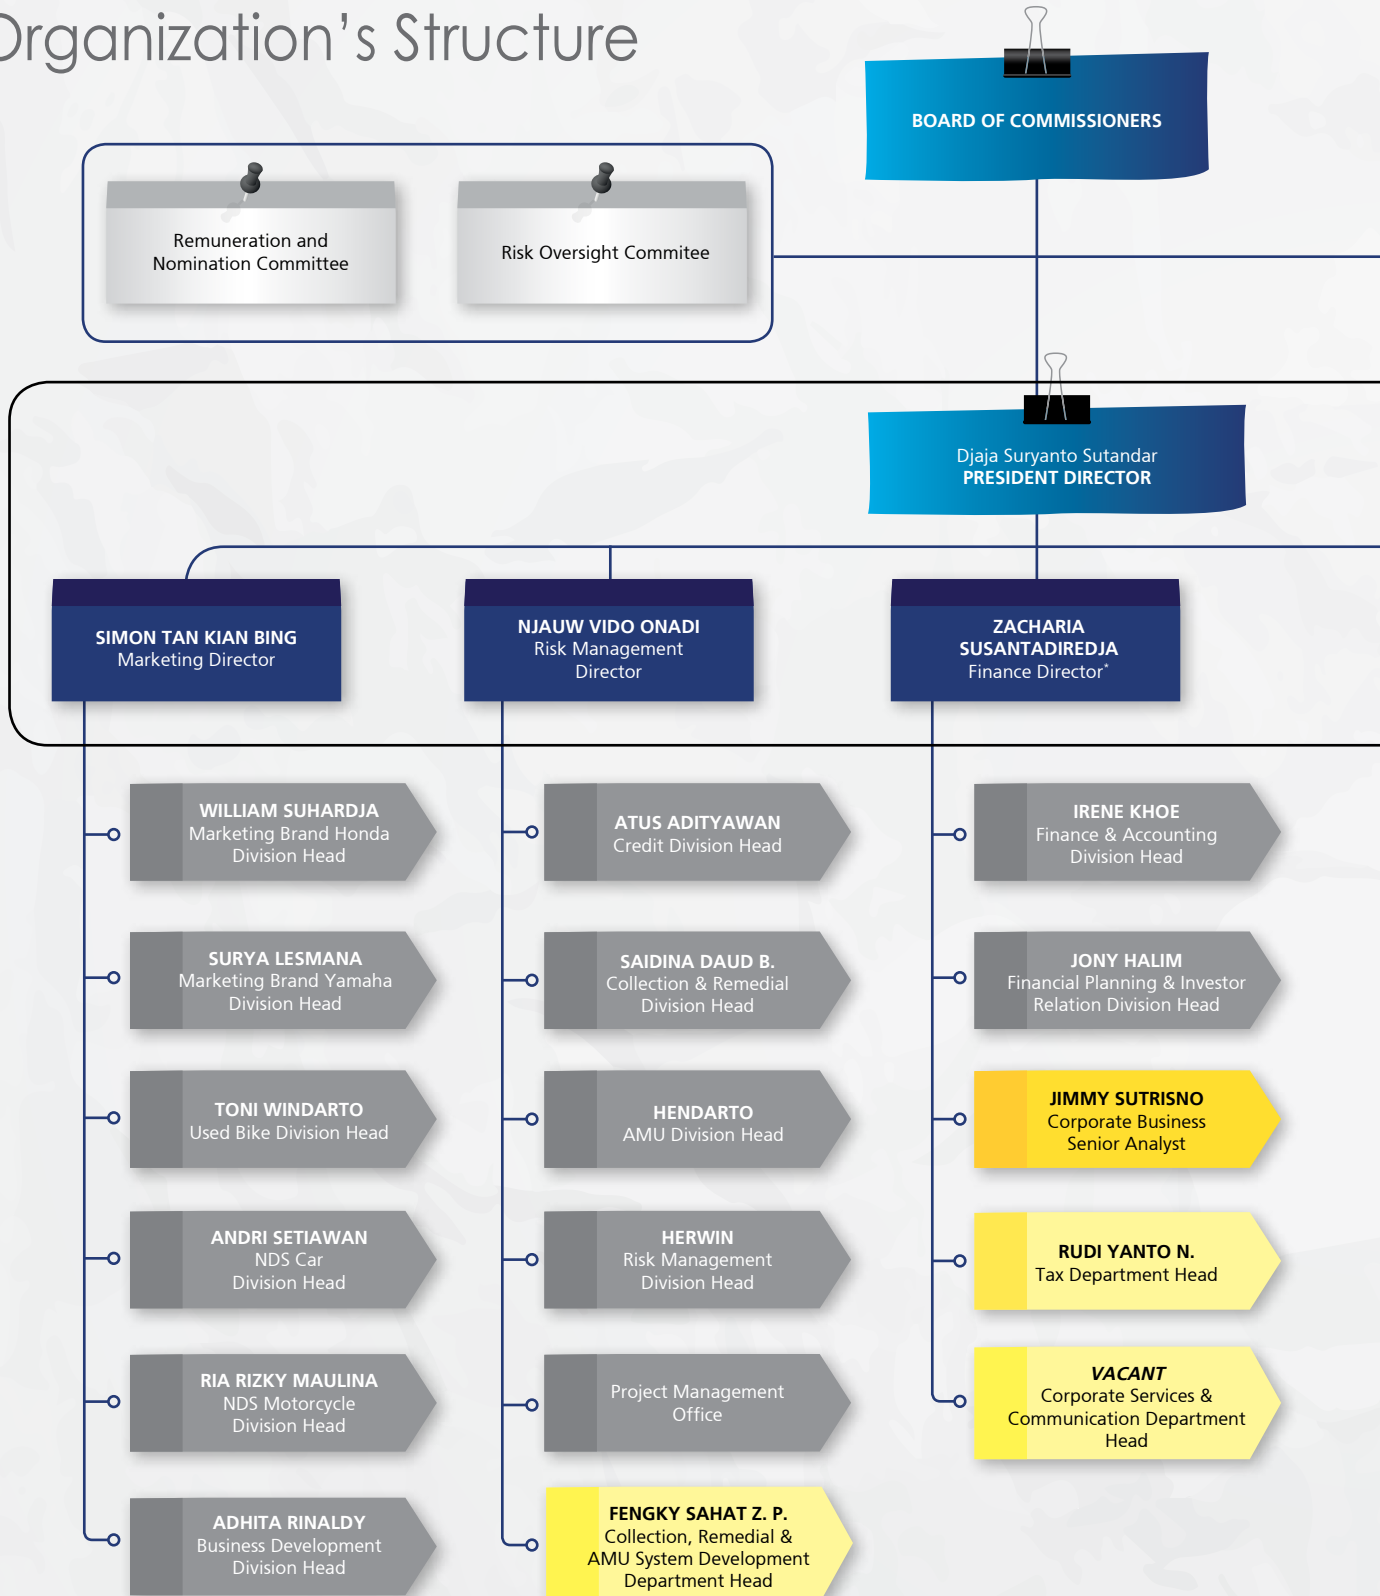 Organization's Structure
BOARD OF COMMISSIONERS
Remuneration and
Nomination Committee
Risk Oversight Commitee
Djaja Suryanto Sutandar
PRESIDENT DIRECTOR
SIMON TAN KIAN BING
Marketing Director
NJAUW VIDO ONADI
Risk Management
Director
ZACHARIA
SUSANTADIREDJA
Finance Director*
WILLIAM SUHARDJA
Marketing Brand Honda
Division Head
SURYA LESMANA
Marketing Brand Yamaha
Division Head
TONI WINDARTO
Used Bike Division Head
ANDRI SETIAWAN
NDS Car
Division Head
RIA RIZKY MAULINA
NDS Motorcycle
Division Head
ADHITA RINALDY
Business Development
Division Head
ATUS ADITYAWAN
Credit Division Head
SAIDINA DAUD B.
Collection & Remedial
Division Head
HENDARTO
AMU Division Head
HERWIN
Risk Management
Division Head
Project Management
Office
FENGKY SAHAT Z. P.
Collection, Remedial &
AMU System Development
Department Head
IRENE KHOE
Finance & Accounting
Division Head
JONY HALIM
Financial Planning & Investor
Relation Division Head
JIMMY SUTRISNO
Corporate Business
Senior Analyst
RUDI YANTO N.
Tax Department Head
VACANT
Corporate Services &
Communication Department
Head